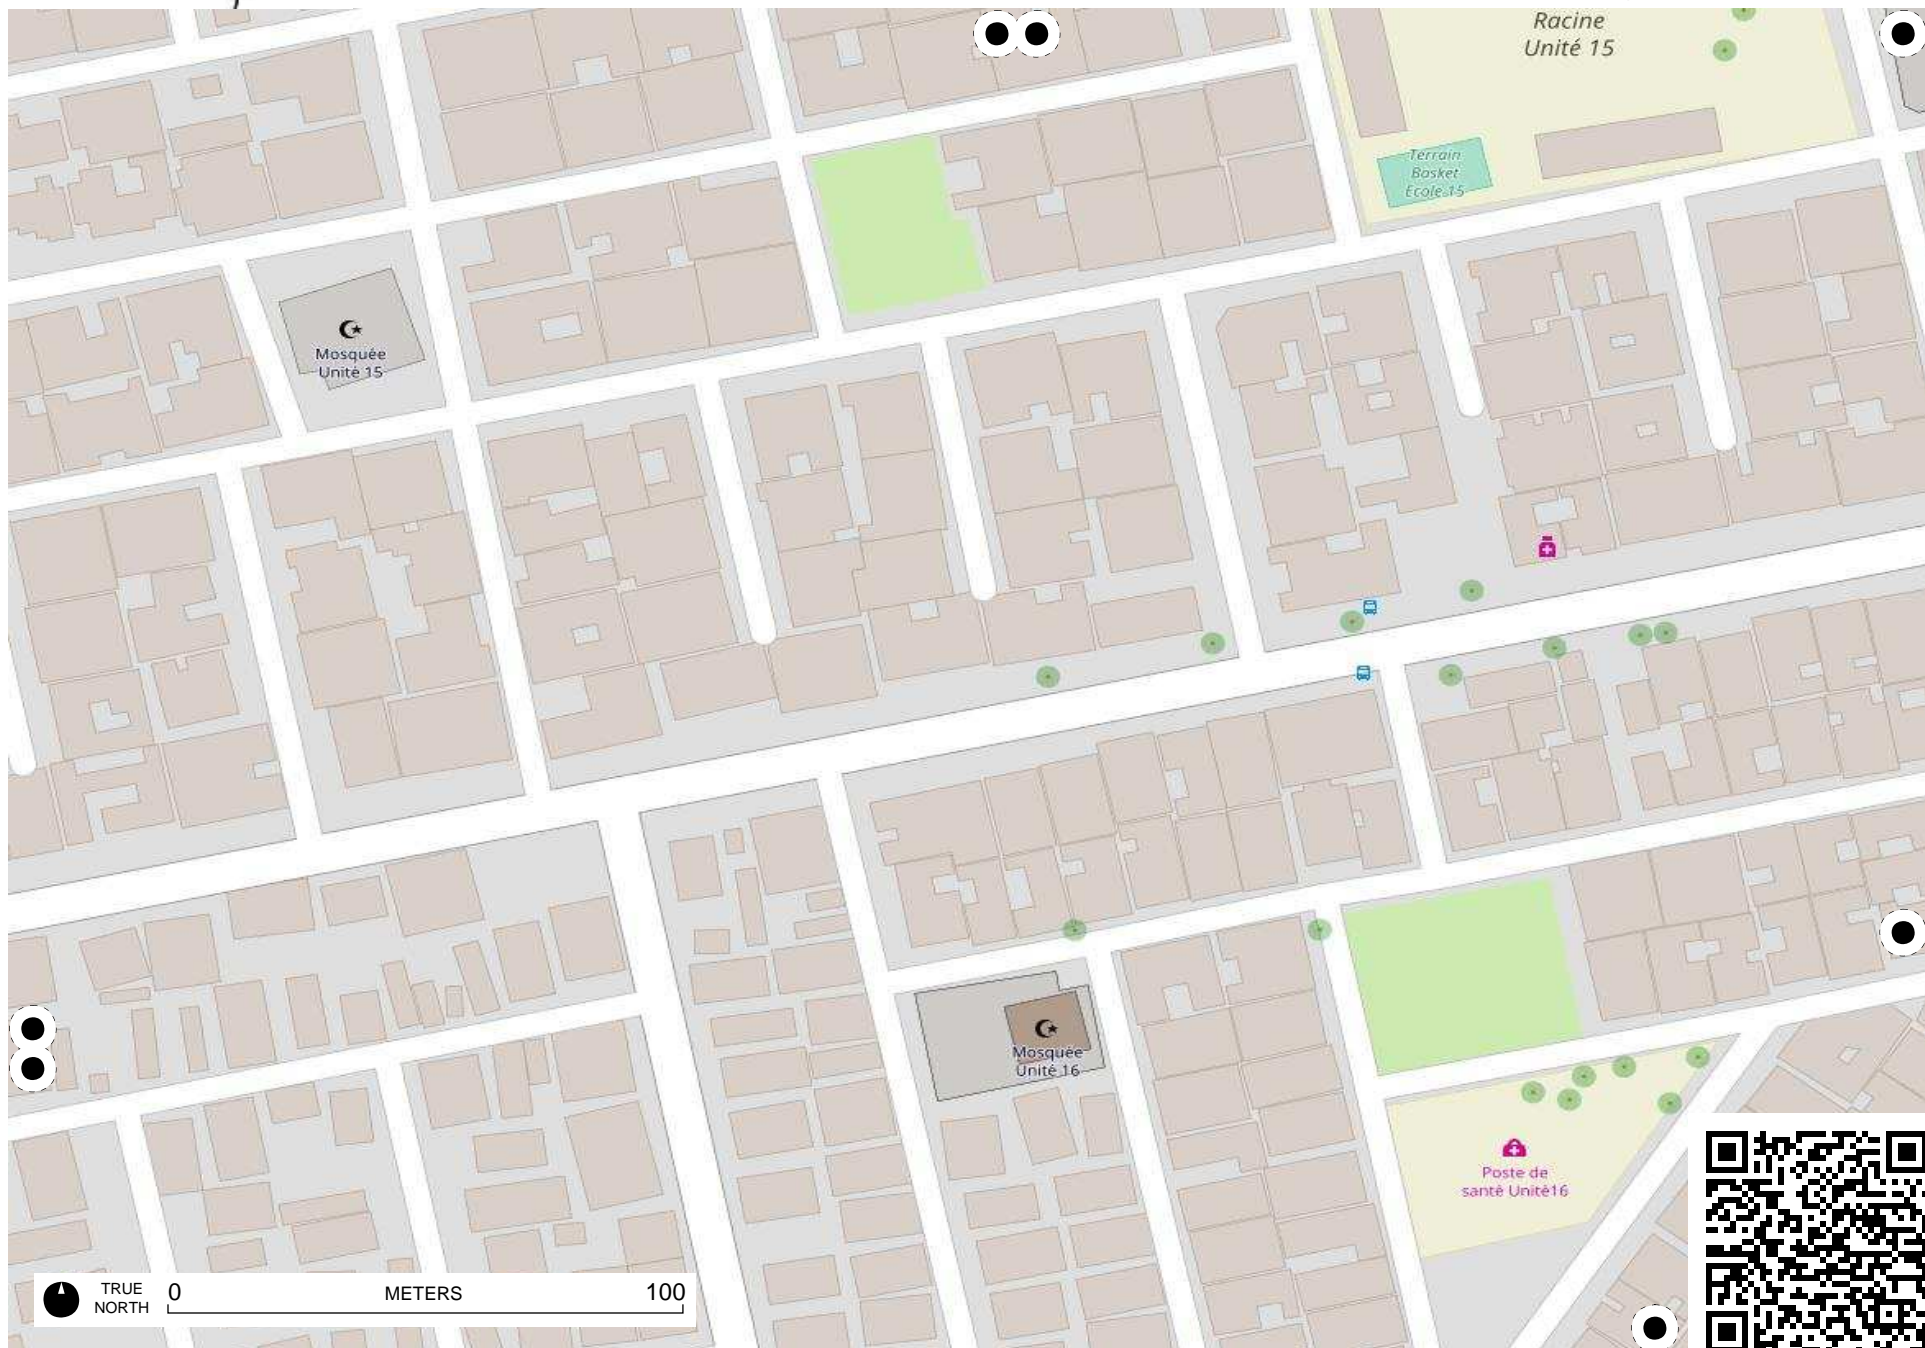 Racine
Unité 15
Terrain
Basket
Ecole 15
Mosquée
Unité 15
Mosquée
Unité 16
Poste de
santé Unité16
TRUE
NORTH
0 METERS 100